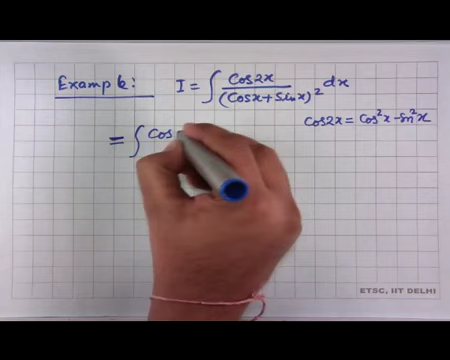 Example: I = ∫ Cos2x / (Cosx + Sinx)² dx
Cos2x = Cos²x - Sin²x
= ∫ Cos
ETSC, IIT DELHI